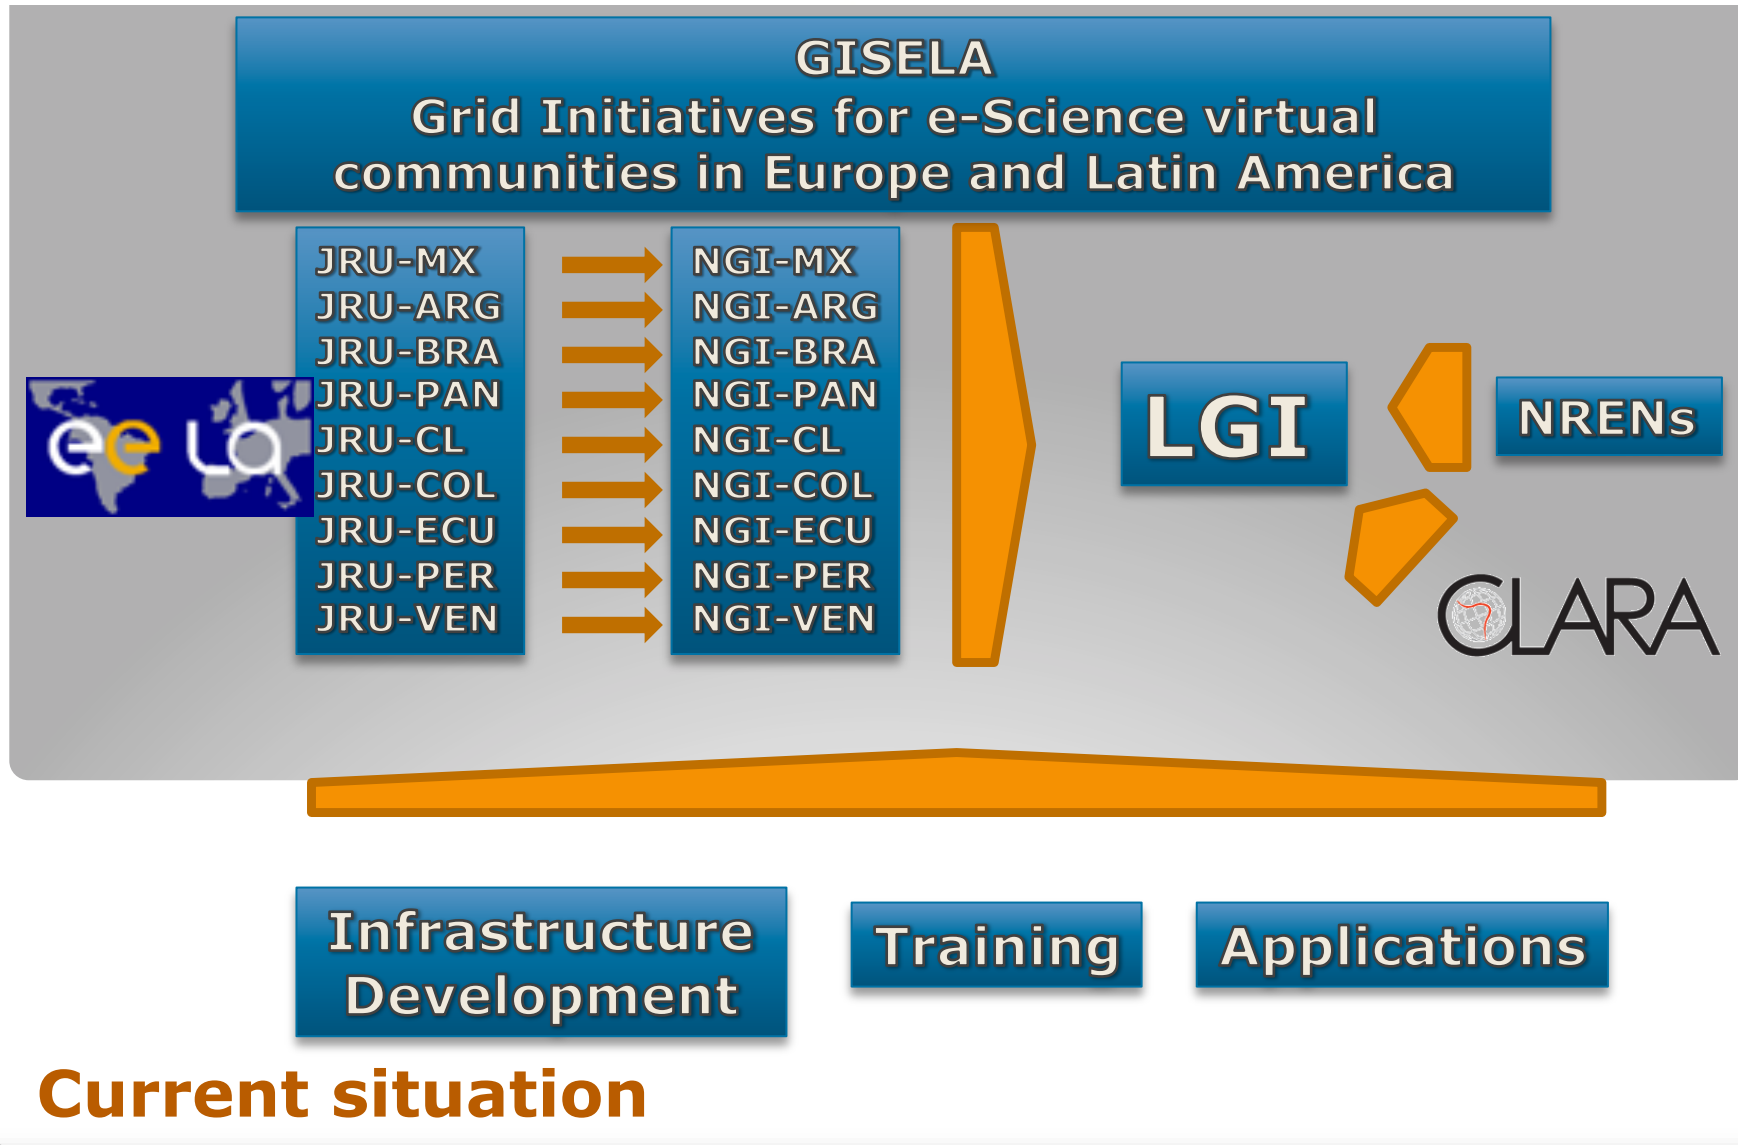 GISELA
Grid Initiatives for e-Science virtual
communities in Europe and Latin America
JRU-MX
JRU-ARG
JRU-BRA
JRU-PAN
JRU-CL
JRU-COL
JRU-ECU
JRU-PER
JRU-VEN
NGI-MX
NGI-ARG
NGI-BRA
NGI-PAN
NGI-CL
NGI-COL
NGI-ECU
NGI-PER
NGI-VEN
ee la
LGI
NRENs
CLARA
Infrastructure
Development
Training
Applications
Current situation